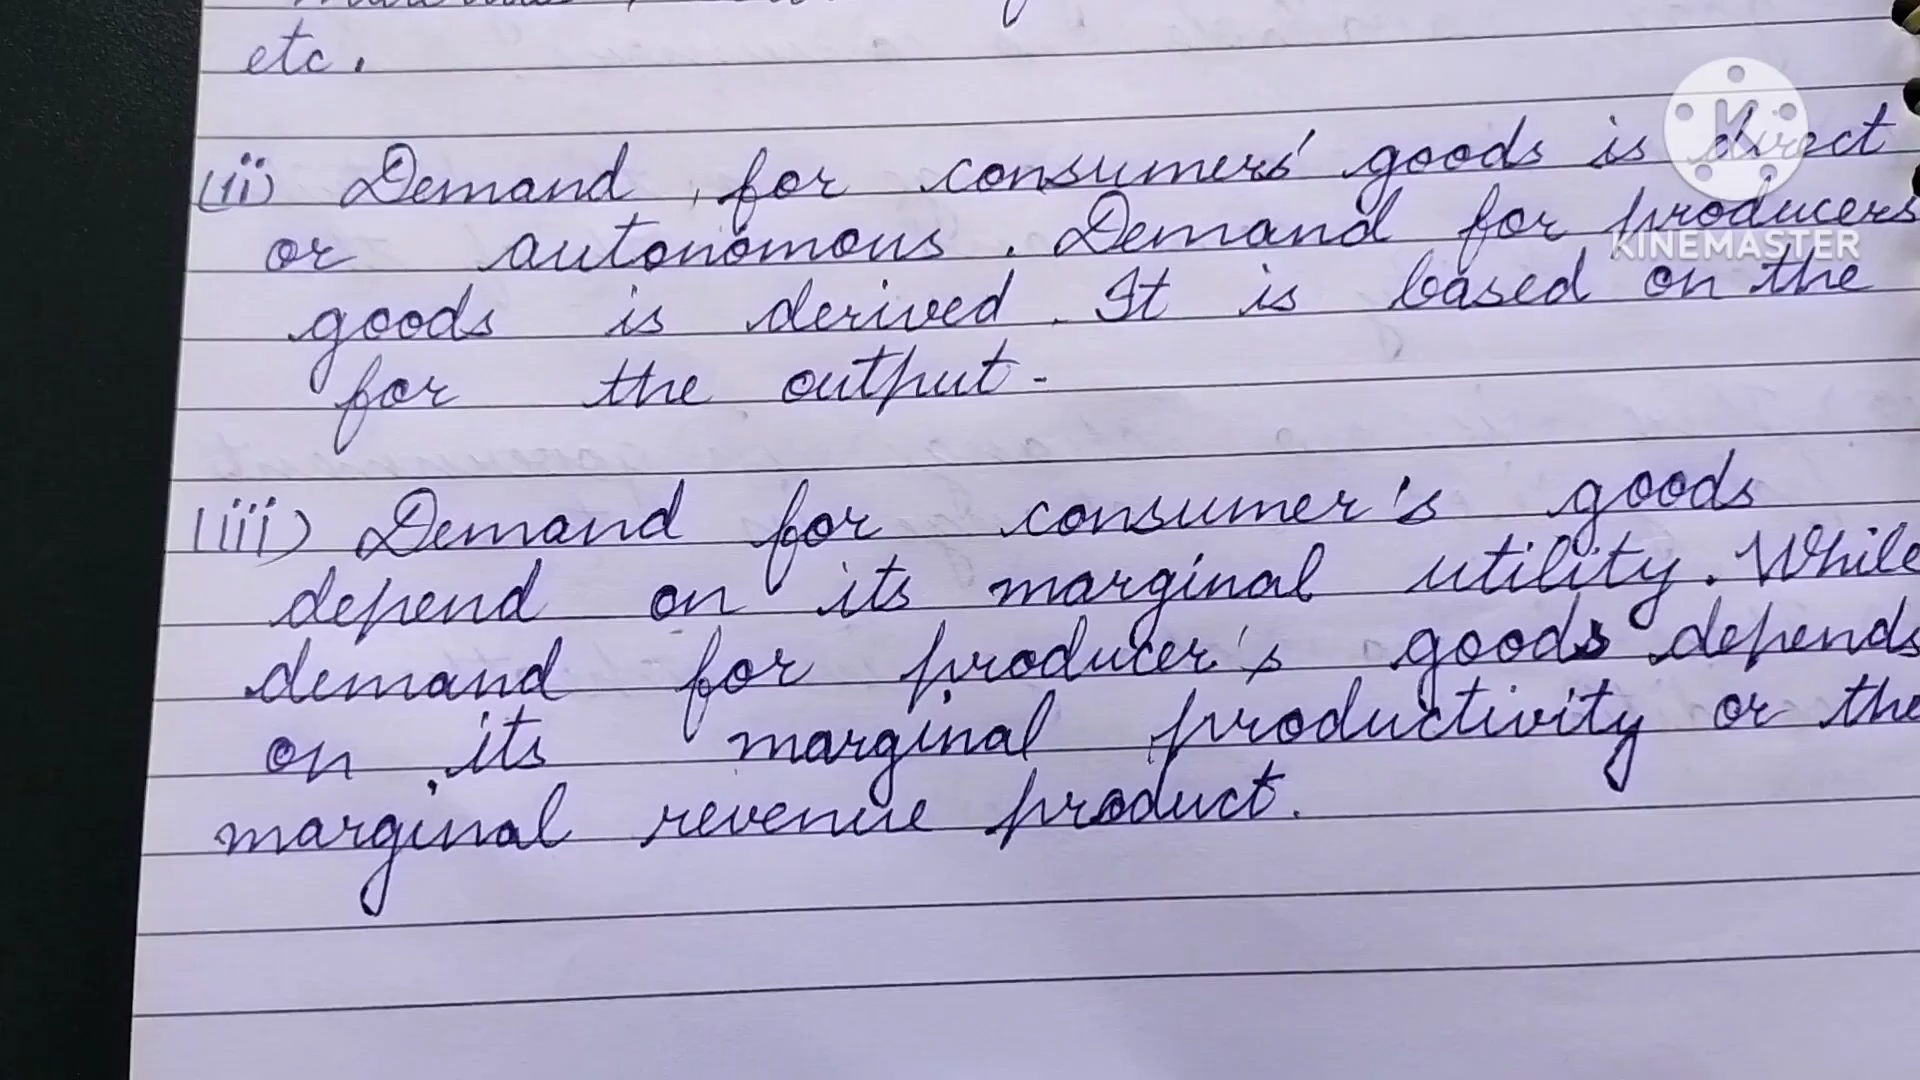 etc.
(ii) Demand for consumers' goods is direct
or autonomous. Demand for producers
goods is derived. It is based on the
for the output-
(iii) Demand for consumer's goods
depend on its marginal utility. While
demand for producer's goods depends
on its marginal productivity or the
marginal revenue product.
K
KINEMASTER